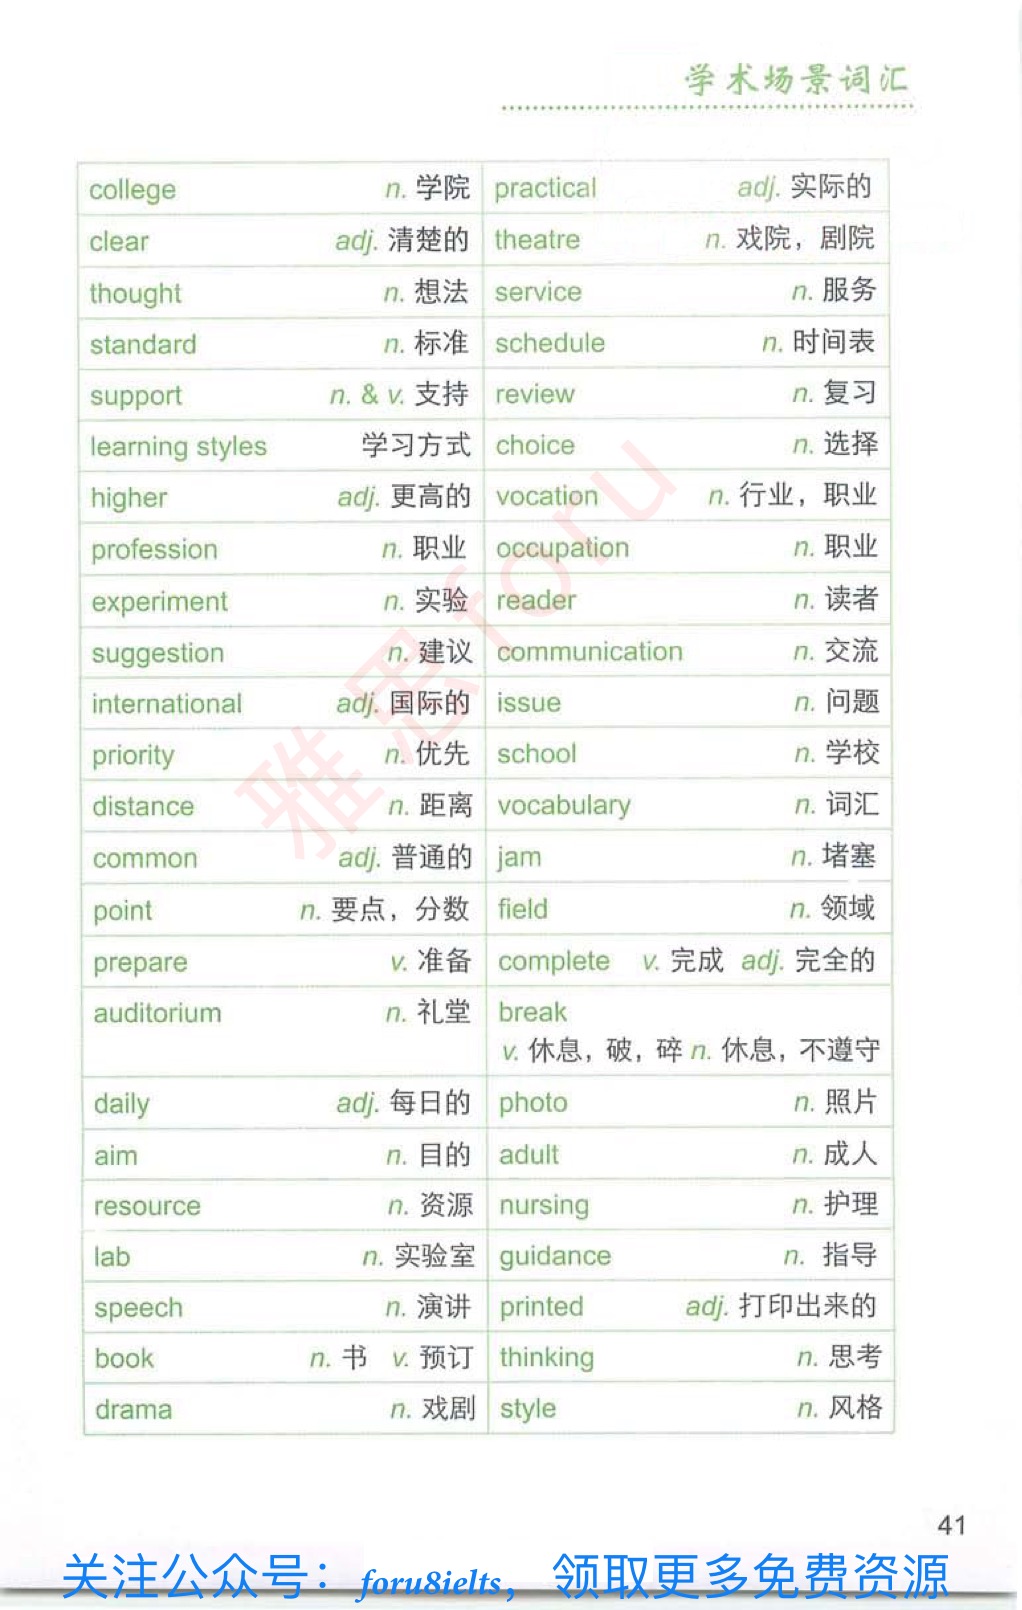 学术场景词汇
college n. 学院 practical adj. 实际的
clear adj. 清楚的 theatre n. 戏院，剧院
thought n. 想法 service n. 服务
standard n. 标准 schedule n. 时间表
support n. & v. 支持 review n. 复习
learning styles 学习方式 choice n. 选择
higher adj. 更高的 vocation n. 行业，职业
profession n. 职业 occupation n. 职业
experiment n. 实验 reader n. 读者
suggestion n. 建议 communication n. 交流
international adj. 国际的 issue n. 问题
priority n. 优先 school n. 学校
distance n. 距离 vocabulary n. 词汇
common adj. 普通的 jam n. 堵塞
point n. 要点，分数 field n. 领域
prepare v. 准备 complete v. 完成 adj. 完全的
auditorium n. 礼堂 break
v. 休息，破，碎 n. 休息，不遵守
daily adj. 每日的 photo n. 照片
aim n. 目的 adult n. 成人
resource n. 资源 nursing n. 护理
lab n. 实验室 guidance n. 指导
speech n. 演讲 printed adj. 打印出来的
book n. 书 v. 预订 thinking n. 思考
drama n. 戏剧 style n. 风格
雅思foru
41
关注公众号：foru8ielts，领取更多免费资源